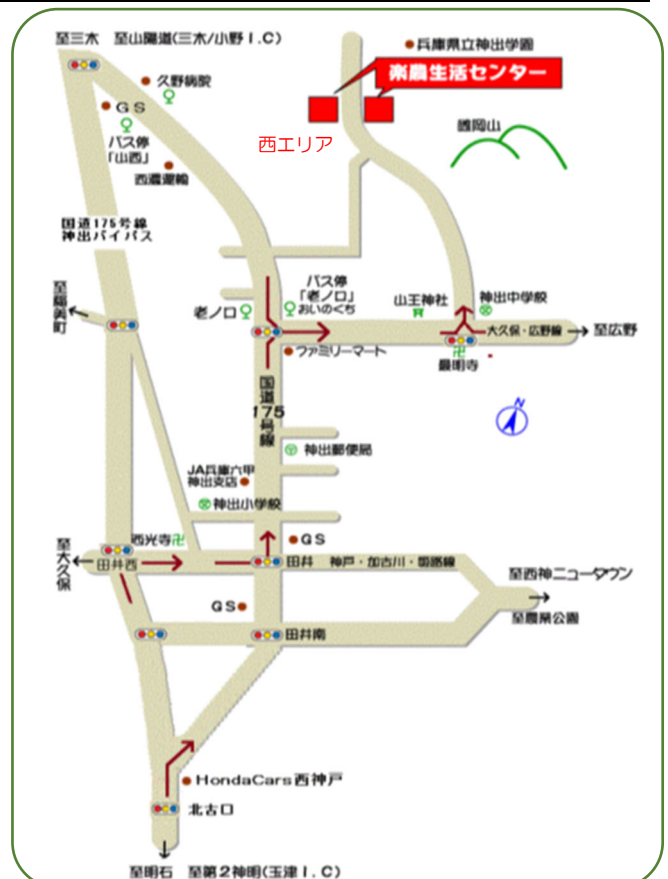 至三木 至山陽道(三木/小野I.C)
兵庫県立神出学園
楽農生活センター
久野病院
GS
バス停
「山西」
西濃運輸
西エリア
雌岡山
国道175号線
神出バイパス
至稲美町
バス停
「老ノ口」
おいのくち
老ノ口
山王神社
神出中学校
大久保・広野線
至広野
ファミリーマート
最明寺
国道175号線
N
神出郵便局
JA兵庫六甲
神出支店
神出小学校
西光寺
GS
至大久保
田井西
田井 神戸・加古川・姫路線
至西神ニュータウン
GS
至農業公園
田井南
HondaCars西神戸
北古口
至明石 至第2神明(玉津I.C)